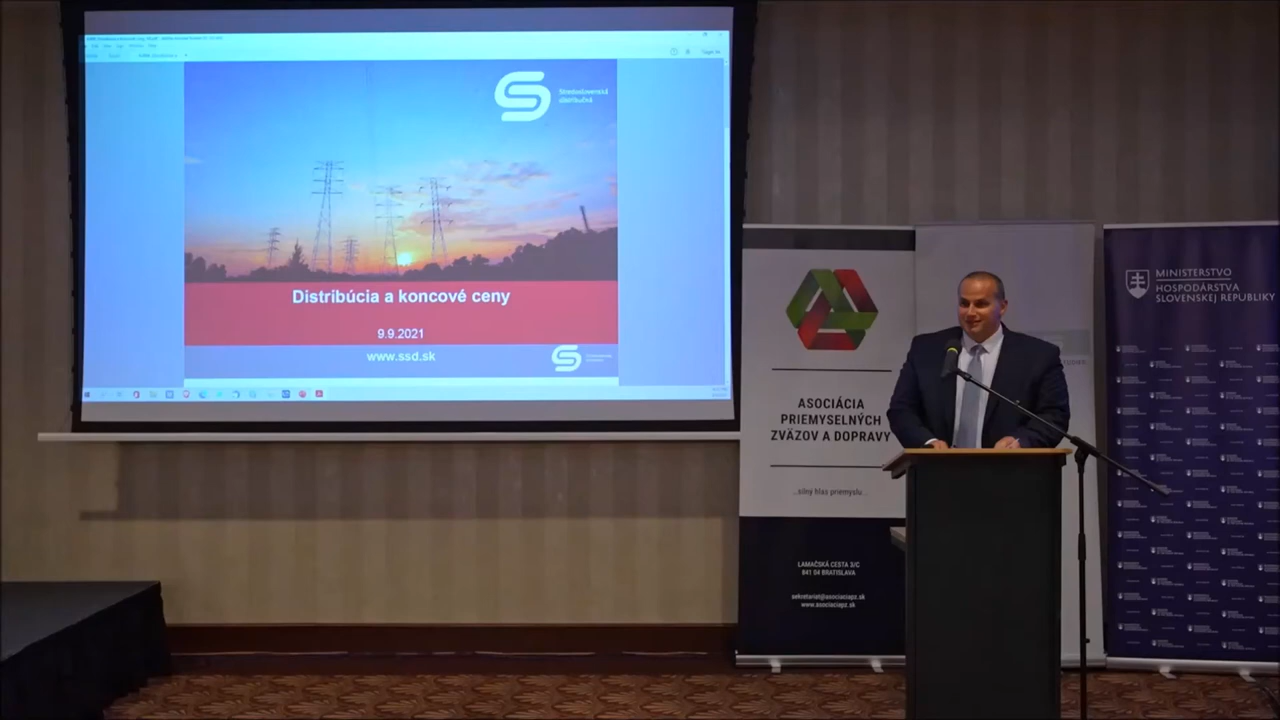 Stredoslovenská
distribučná
Distribúcia a koncové ceny
9.9.2021
www.ssd.sk
ASOCIÁCIA
PRIEMYSELNÝCH
ZVÄZOV A DOPRAVY
...silný hlas priemyslu...
LAMAČSKÁ CESTA 3/C
841 04 BRATISLAVA
sekretariat@asociaciapz.sk
www.asociaciapz.sk
MINISTERSTVO
HOSPODÁRSTVA
SLOVENSKEJ REPUBLIKY